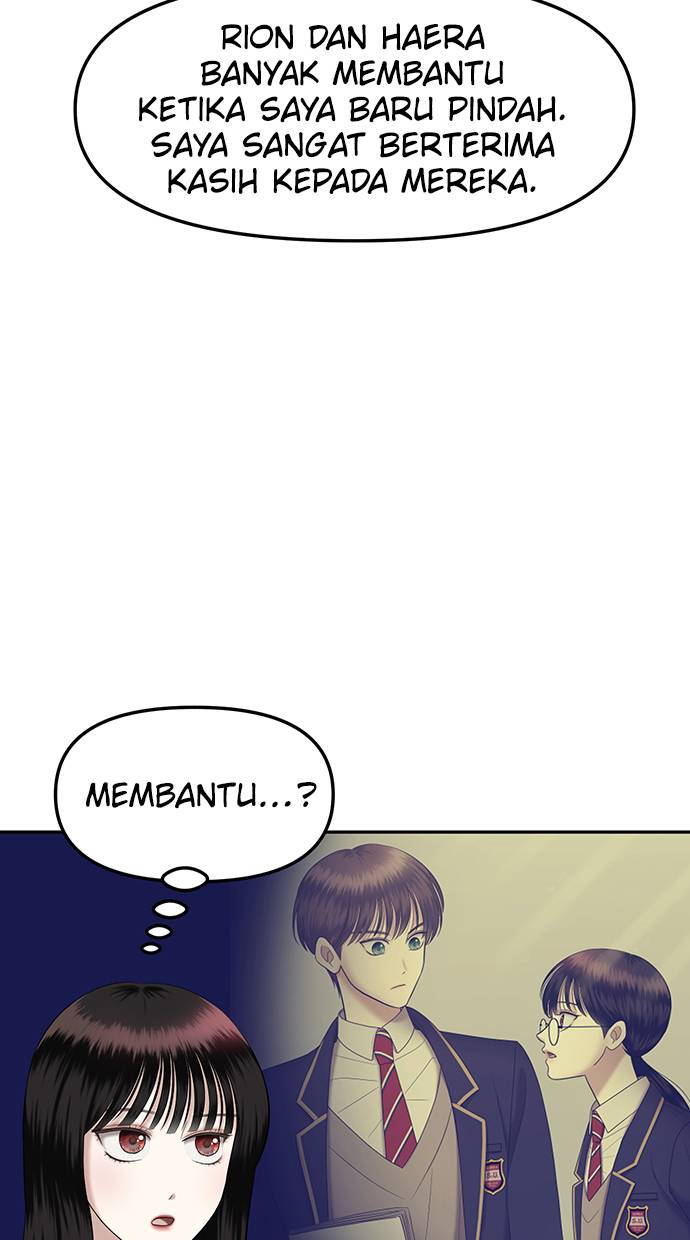 RION DAN HAERA
BANYAK MEMBANTU
KETIKA SAYA BARU PINDAH.
SAYA SANGAT BERTERIMA
KASIH KEPADA MEREKA.
MEMBANTU...?